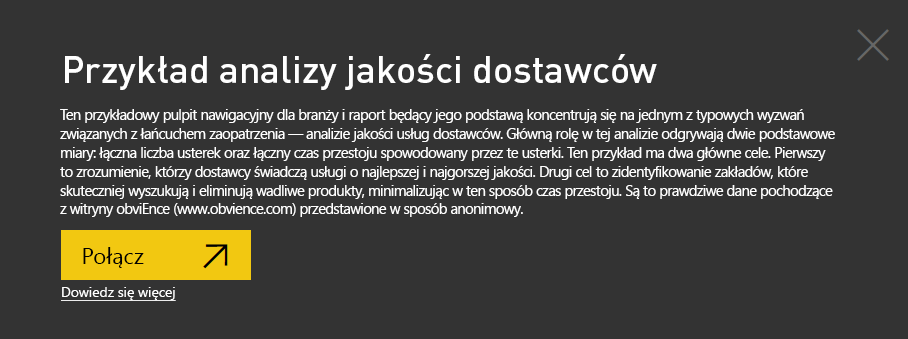 Przykład analizy jakości dostawców
Ten przykładowy pulpit nawigacyjny dla branży i raport będący jego podstawą koncentrują się na jednym z typowych wyzwań
związanych z łańcuchem zaopatrzenia — analizie jakości usług dostawców. Główną rolę w tej analizie odgrywają dwie podstawowe
miary: łączna liczba usterek oraz łączny czas przestoju spowodowany przez te usterki. Ten przykład ma dwa główne cele. Pierwszy
to zrozumienie, którzy dostawcy świadczą usługi o najlepszej i najgorszej jakości. Drugi cel to zidentyfikowanie zakładów, które
skuteczniej wyszukują i eliminują wadliwe produkty, minimalizując w ten sposób czas przestoju. Są to prawdziwe dane pochodzące
z witryny obviEnce (www.obvience.com) przedstawione w sposób anonimowy.
Połącz
Dowiedz się więcej